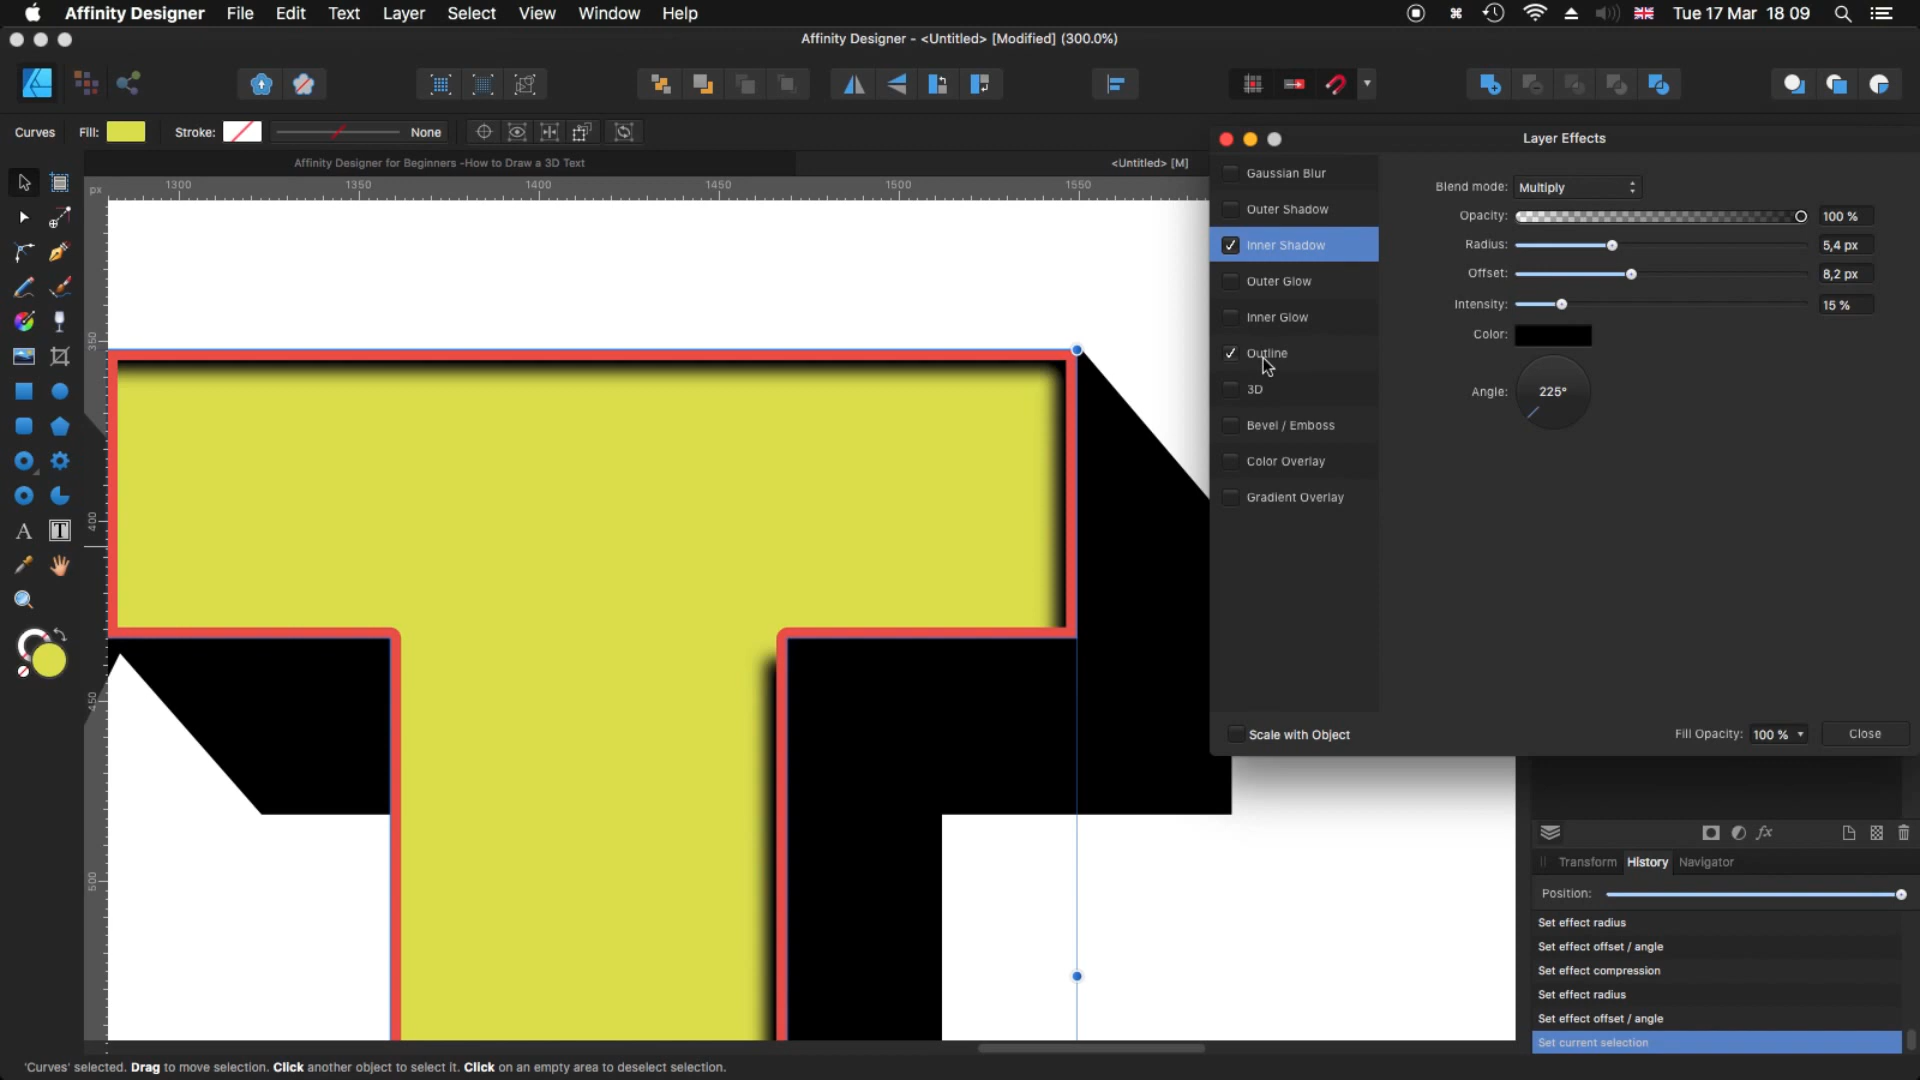 Affinity Designer File Edit Text Layer Select View Window Help Tue 17 Mar 18 09
Affinity Designer - <Untitled> [Modified] (300.0%)
Curves Fill: Stroke: None
Affinity Designer for Beginners -How to Draw a 3D Text <Untitled> [M]
px 1300 1350 1400 1450 1500 1550
350
400
450
500
A T
Layer Effects
Gaussian Blur
Outer Shadow
Inner Shadow
Outer Glow
Inner Glow
Outline
3D
Bevel / Emboss
Color Overlay
Gradient Overlay
Blend mode: Multiply
Opacity: 100 %
Radius: 5,4 px
Offset: 8,2 px
Intensity: 15 %
Color:
Angle: 225°
Scale with Object Fill Opacity: 100 % Close
fx
Transform History Navigator
Position:
Set effect radius
Set effect offset / angle
Set effect compression
Set effect radius
Set effect offset / angle
Set current selection
'Curves' selected. Drag to move selection. Click another object to select it. Click on an empty area to deselect selection.